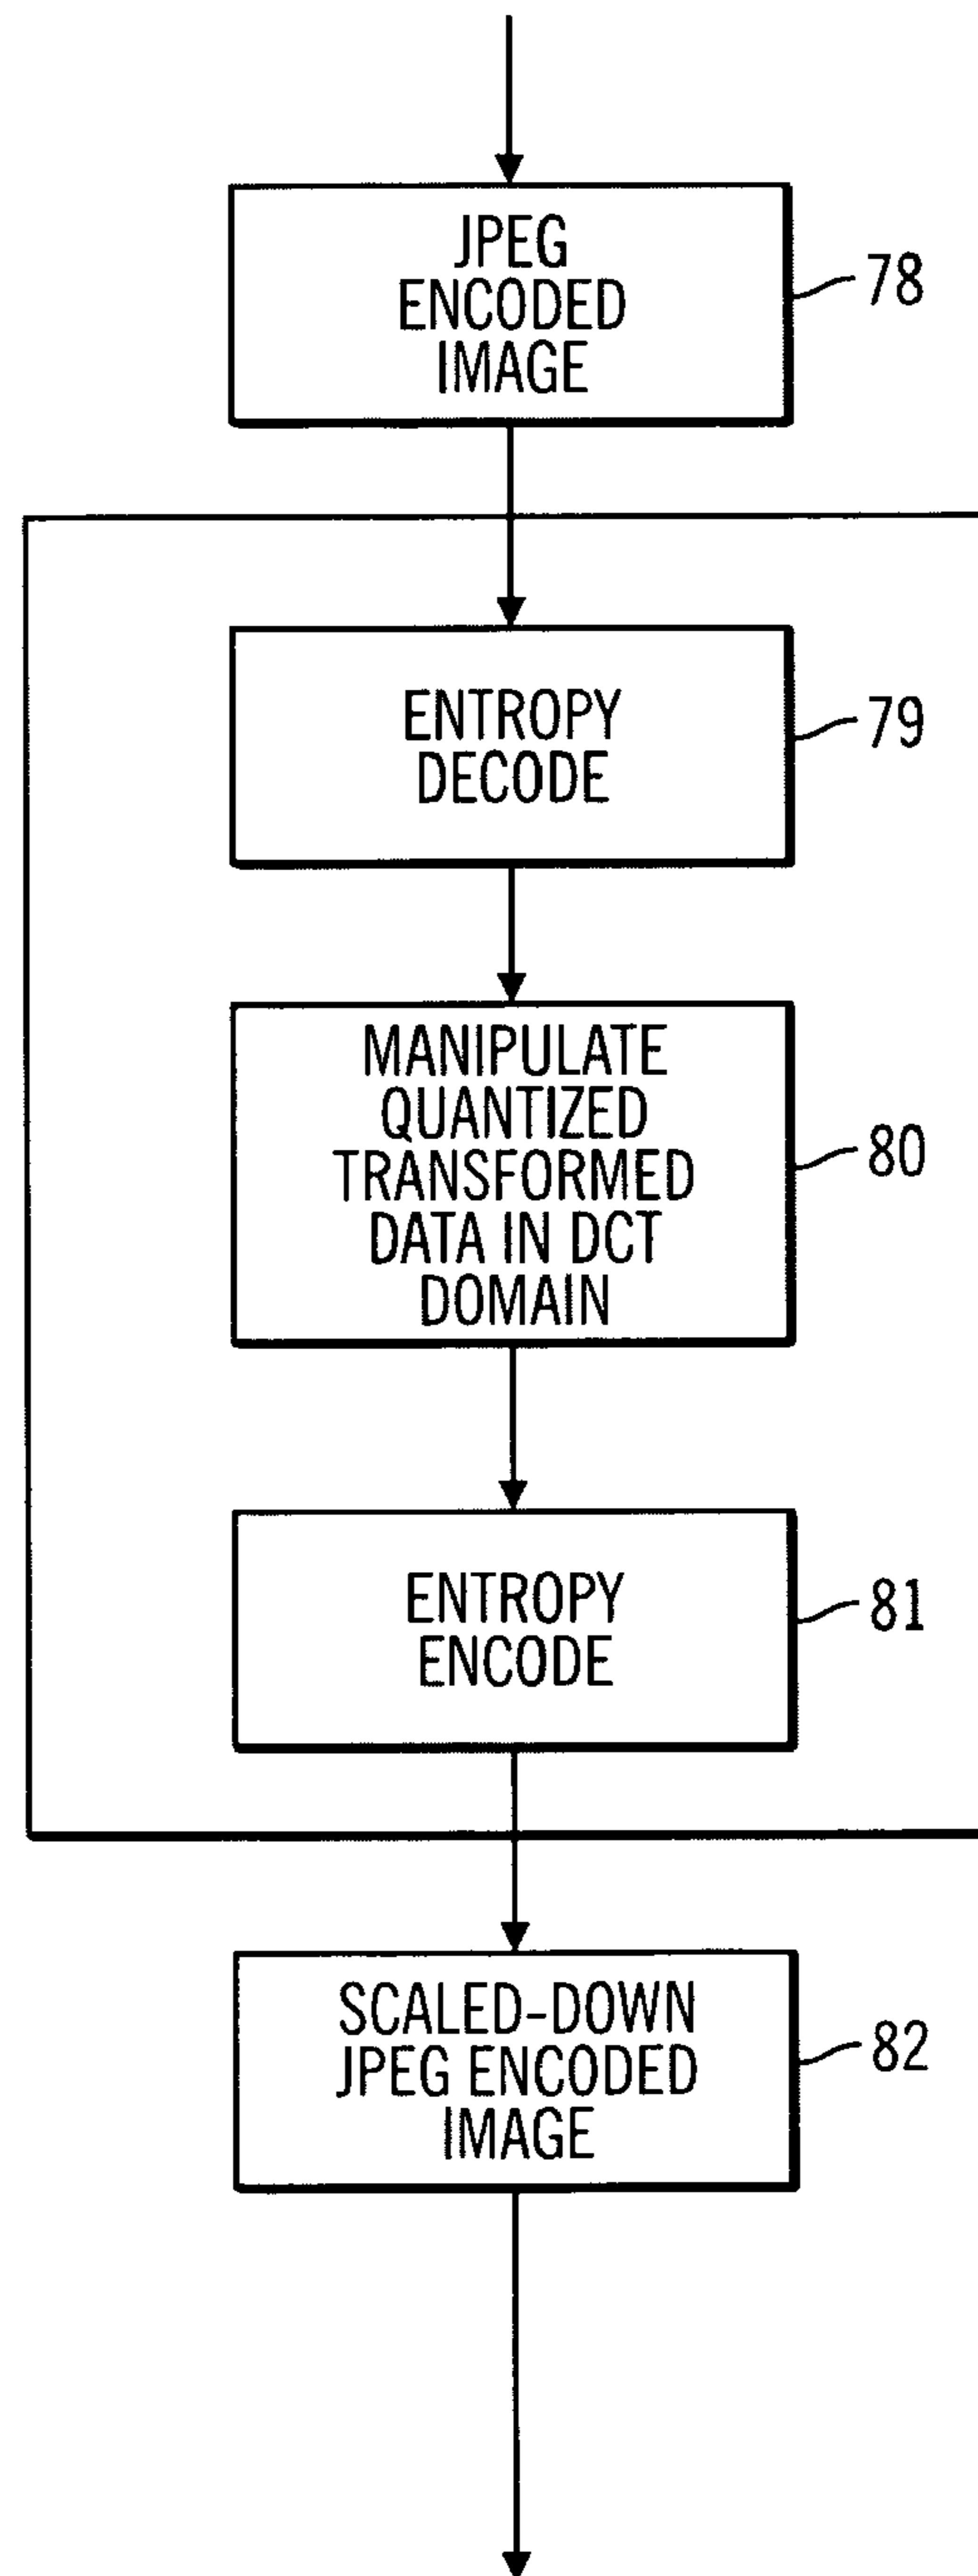 JPEG
ENCODED
IMAGE
78
ENTROPY
DECODE
79
MANIPULATE
QUANTIZED
TRANSFORMED
DATA IN DCT
DOMAIN
80
ENTROPY
ENCODE
81
SCALED-DOWN
JPEG ENCODED
IMAGE
82